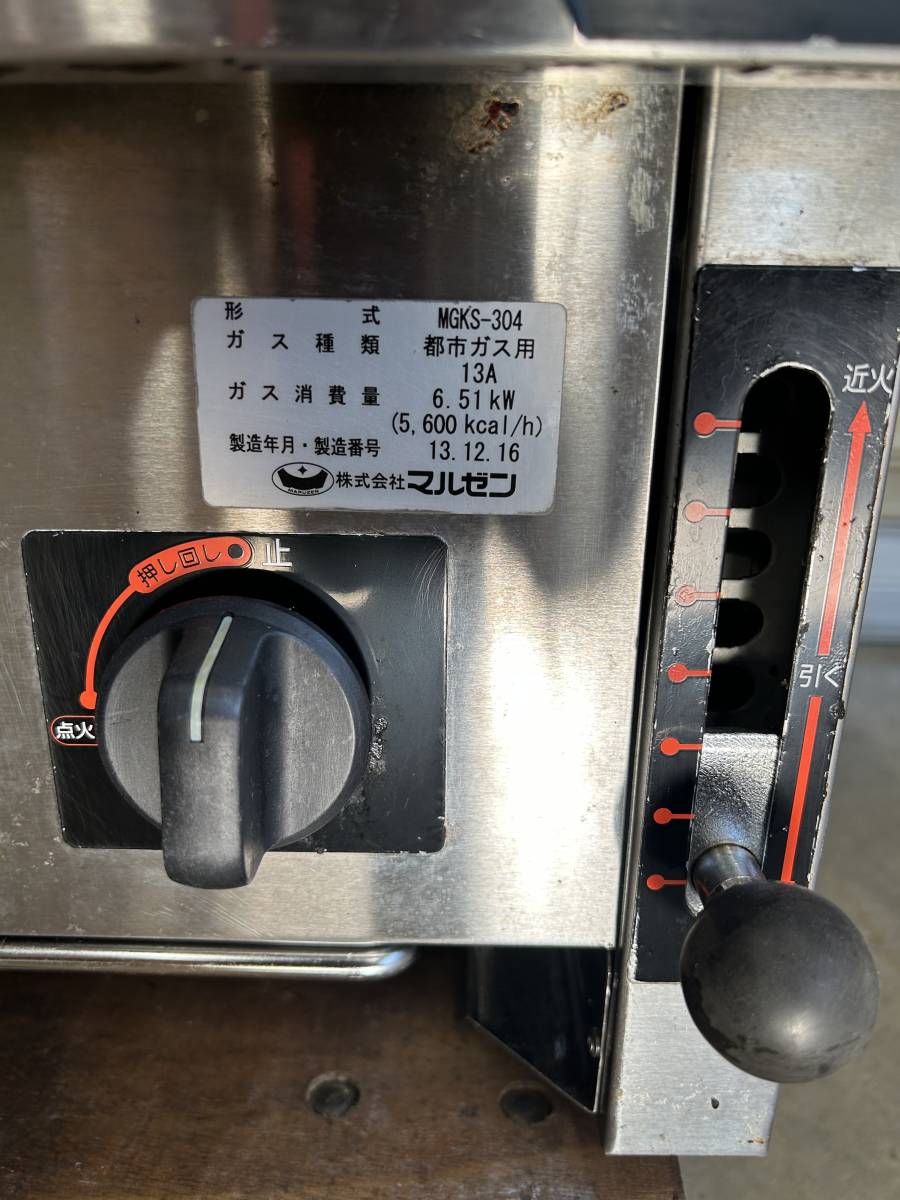 形式 MGKS-304
ガス種類 都市ガス用
13A
ガス消費量 6.51kW
(5,600kcal/h)
製造年月・製造番号 13.12.16
MARUZEN 株式会社マルゼン
近火
引く
押し回し 止
点火